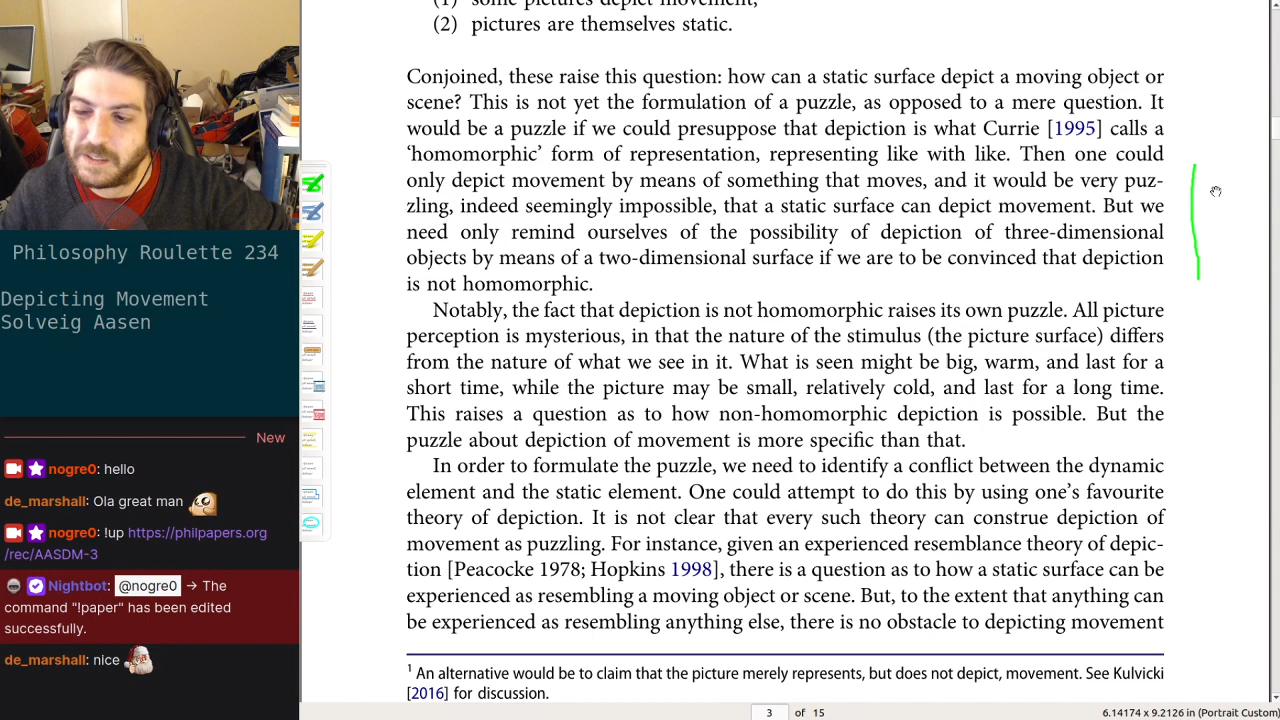 (1) some pictures depict movement;
(2) pictures are themselves static.
Conjoined, these raise this question: how can a static surface depict a moving object or
scene? This is not yet the formulation of a puzzle, as opposed to a mere question. It
would be a puzzle if we could presuppose that depiction is what Currie [1995] calls a
‘homomorphic’ form of representation, representing like with like. Then one could
only depict movement by means of something that moves, and it would be very puz-
zling, indeed seemingly impossible, that a static surface can depict movement. But we
need only remind ourselves of the possibility of depiction of three-dimensional
objects by means of a two-dimensional surface if we are to be convinced that depiction
is not homomorphic.
Notably, the fact that depiction is not homomorphic raises its own puzzle. All picture
perception is mysterious, inasmuch as the nature of the stimulus—the picture surface—differs
from the nature of what we see in it: what is seen might be big, round, and last for a
short time, while the picture may be small, relatively flat, and last for a long time.
This raises a question as to how non-homomorphic depiction is possible. But the
puzzle about depiction of movement is more specific than that.
In order to formulate the puzzle, we need to identify a conflict between the dynamic
element and the static element. One could attempt to do so by using one’s favourite
theory of depiction. It is not clear that every such theory can construe depiction of
movement as puzzling. For instance, given an experienced resemblance theory of depic-
tion [Peacocke 1978; Hopkins 1998], there is a question as to how a static surface can be
experienced as resembling a moving object or scene. But, to the extent that anything can
be experienced as resembling anything else, there is no obstacle to depicting movement
1 An alternative would be to claim that the picture merely represents, but does not depict, movement. See Kulvicki
[2016] for discussion.
3 of 15
6.14174 x 9.2126 in (Portrait Custom)
Philosophy Roulette 234
Depicting Movement
Solveig Aasen
New
nogre0: hello
de_marshall: Ola great man
nogre0: !up https://philpapers.org
/rec/AASDM-3
Nightbot: @nogre0 → The
command "!paper" has been edited
successfully.
de_marshall: nice